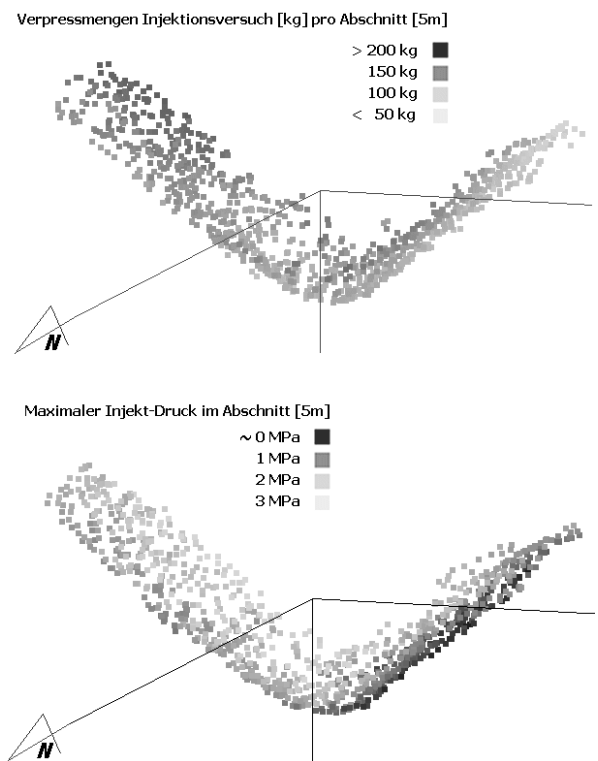 Verpressmengen Injektionsversuch [kg] pro Abschnitt [5m]
> 200 kg
150 kg
100 kg
< 50 kg
N
Maximaler Injekt-Druck im Abschnitt [5m]
~ 0 MPa
1 MPa
2 MPa
3 MPa
N